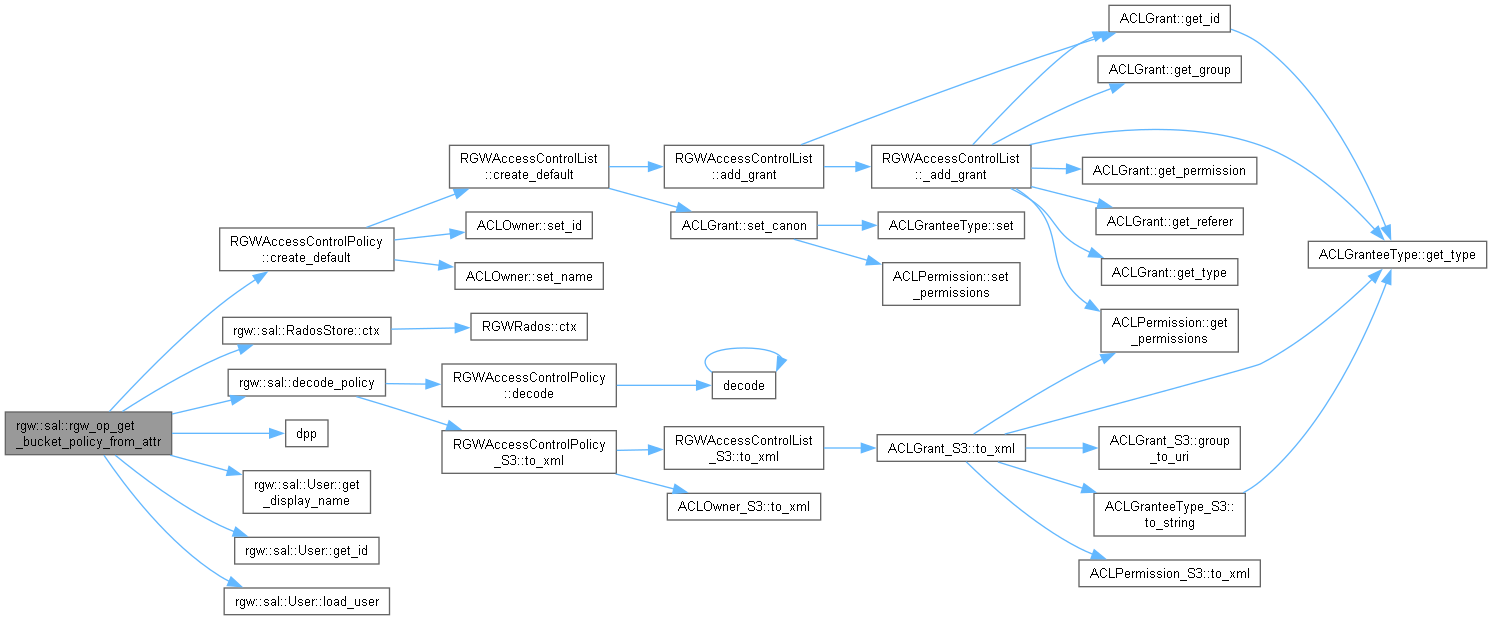 rgw::sal::rgw_op_get
_bucket_policy_from_attr
RGWAccessControlPolicy
::create_default
rgw::sal::RadosStore::ctx
rgw::sal::decode_policy
dpp
rgw::sal::User::get
_display_name
rgw::sal::User::get_id
rgw::sal::User::load_user
RGWAccessControlList
::create_default
ACLOwner::set_id
ACLOwner::set_name
RGWRados::ctx
RGWAccessControlPolicy
::decode
RGWAccessControlPolicy
_S3::to_xml
RGWAccessControlList
::add_grant
ACLGrant::set_canon
decode
RGWAccessControlList
_S3::to_xml
ACLOwner_S3::to_xml
RGWAccessControlList
::_add_grant
ACLGranteeType::set
ACLPermission::set
_permissions
ACLGrant_S3::to_xml
ACLGrant::get_id
ACLGrant::get_group
ACLGrant::get_permission
ACLGrant::get_referer
ACLGrant::get_type
ACLPermission::get
_permissions
ACLGrant_S3::group
_to_uri
ACLGranteeType_S3::
to_string
ACLPermission_S3::to_xml
ACLGranteeType::get_type